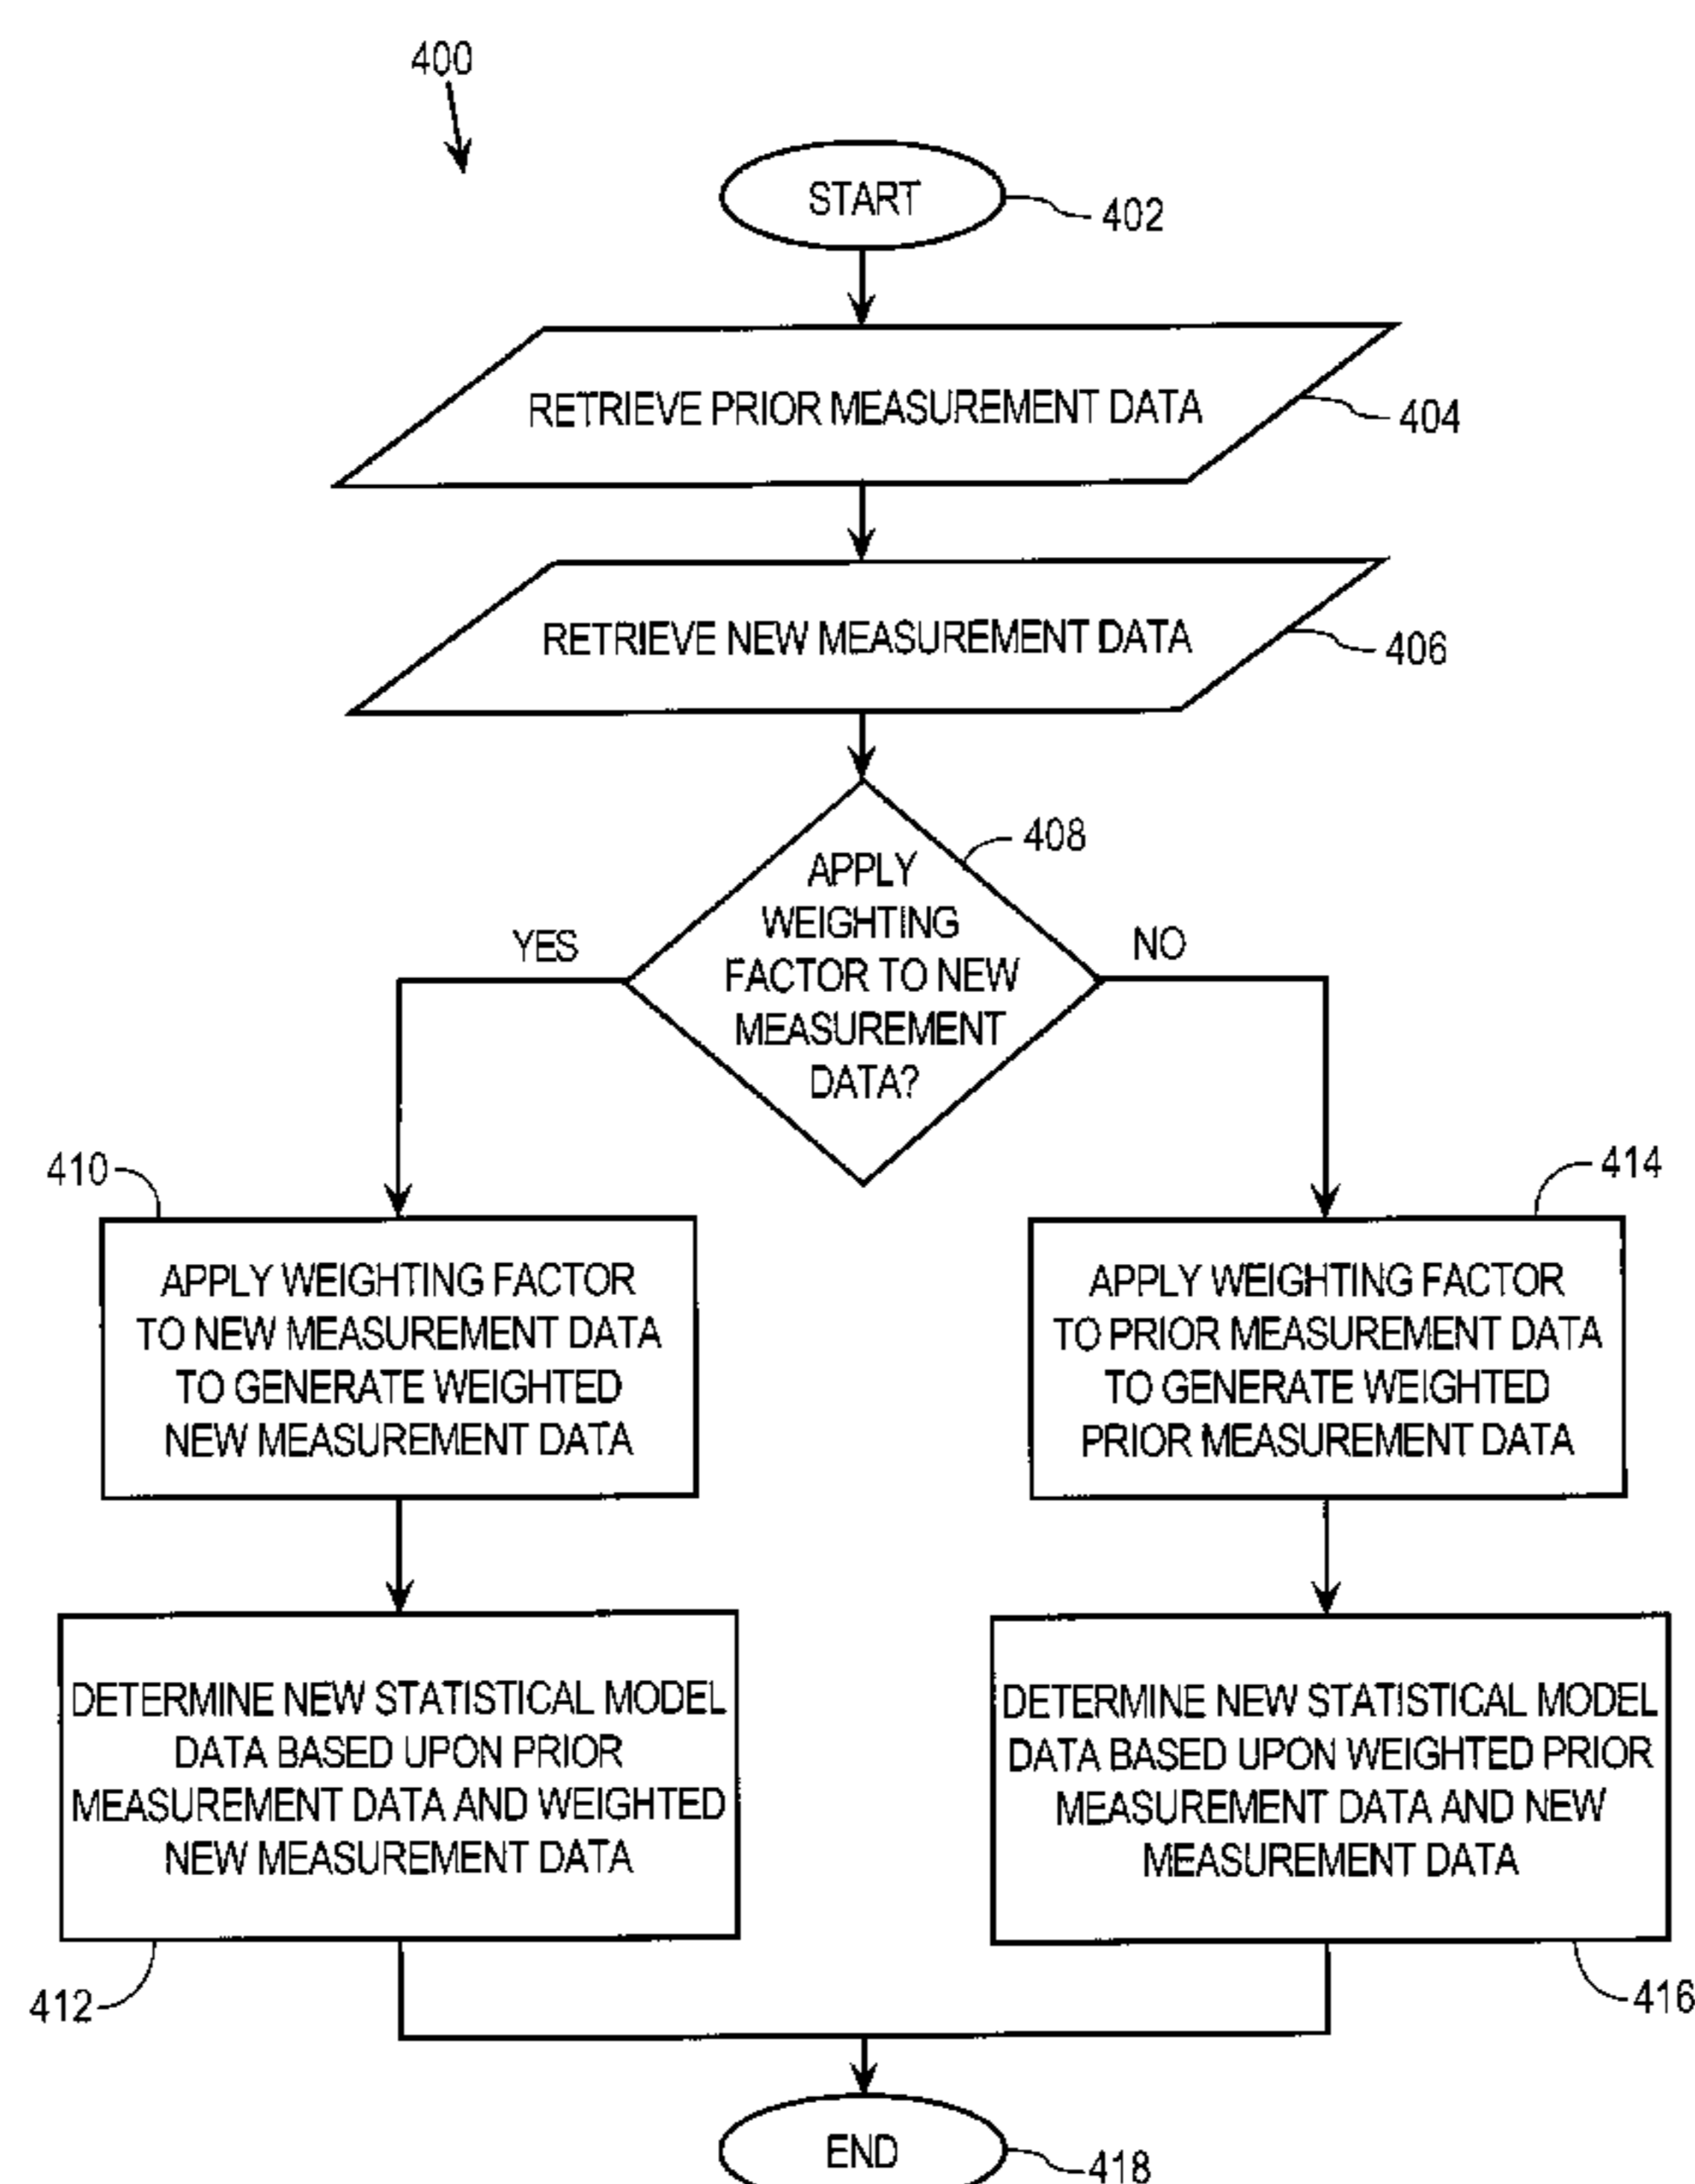 400
START
402
RETRIEVE PRIOR MEASUREMENT DATA
404
RETRIEVE NEW MEASUREMENT DATA
406
408
APPLY
WEIGHTING
FACTOR TO NEW
MEASUREMENT
DATA?
YES
NO
410
APPLY WEIGHTING FACTOR
TO NEW MEASUREMENT DATA
TO GENERATE WEIGHTED
NEW MEASUREMENT DATA
414
APPLY WEIGHTING FACTOR
TO PRIOR MEASUREMENT DATA
TO GENERATE WEIGHTED
PRIOR MEASUREMENT DATA
DETERMINE NEW STATISTICAL MODEL
DATA BASED UPON PRIOR
MEASUREMENT DATA AND WEIGHTED
NEW MEASUREMENT DATA
412
DETERMINE NEW STATISTICAL MODEL
DATA BASED UPON WEIGHTED PRIOR
MEASUREMENT DATA AND NEW
MEASUREMENT DATA
416
END
418